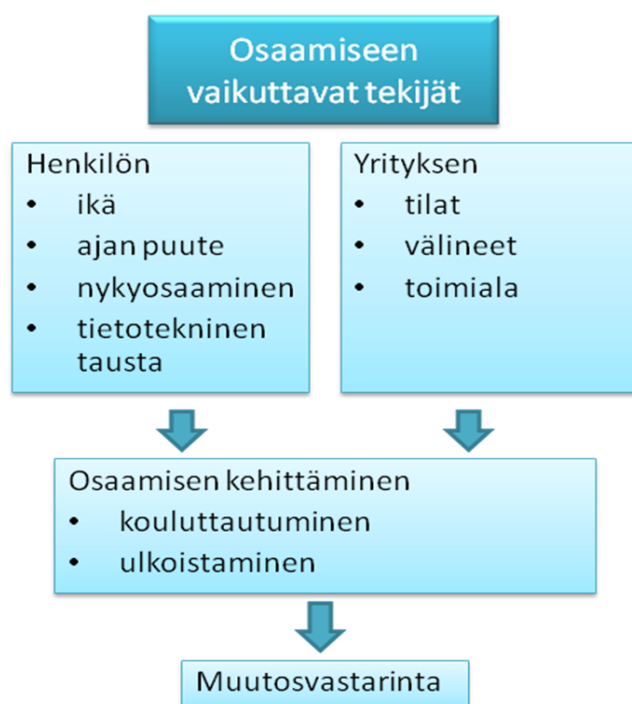 Osaamiseen
vaikuttavat tekijät
Henkilön
• ikä
• ajan puute
• nykyosaaminen
• tietotekninen
tausta
Yrityksen
• tilat
• välineet
• toimiala
Osaamisen kehittäminen
• kouluttautuminen
• ulkoistaminen
Muutosvastarinta